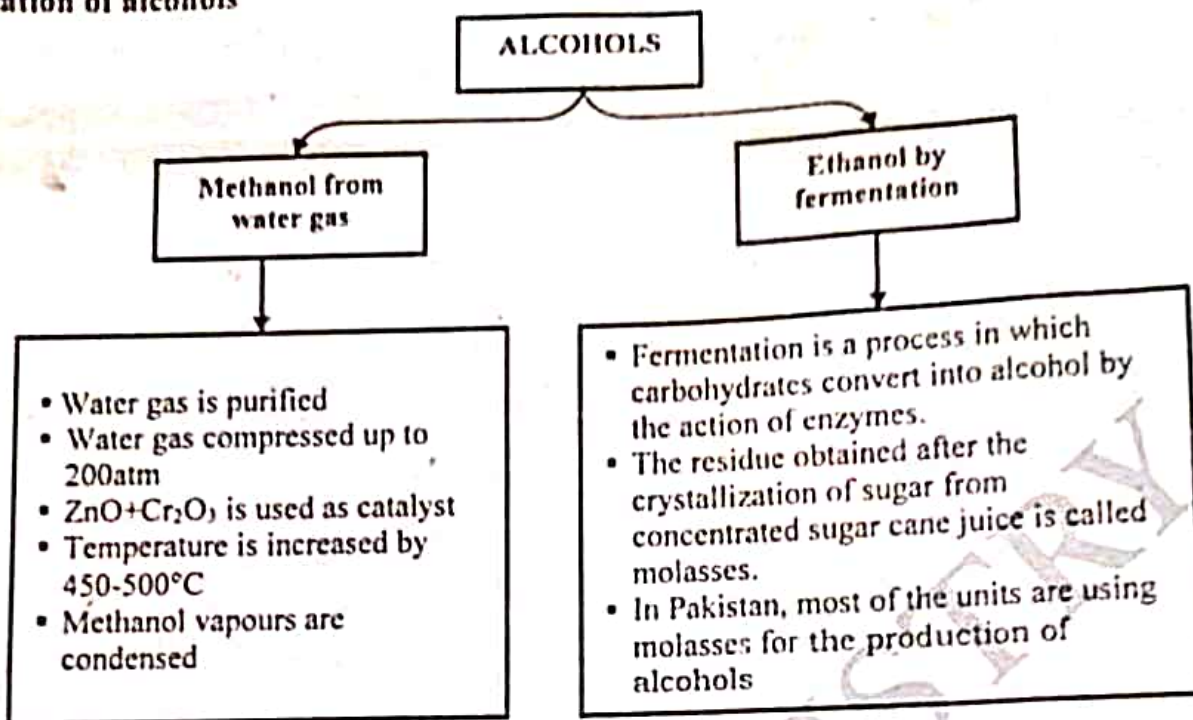 ation of alcohols
ALCOHOLS
Methanol from
water gas
Ethanol by
fermentation
• Water gas is purified
• Water gas compressed up to
200atm
• ZnO+Cr₂O₃ is used as catalyst
• Temperature is increased by
450-500°C
• Methanol vapours are
condensed
• Fermentation is a process in which
carbohydrates convert into alcohol by
the action of enzymes.
• The residue obtained after the
crystallization of sugar from
concentrated sugar cane juice is called
molasses.
• In Pakistan, most of the units are using
molasses for the production of
alcohols